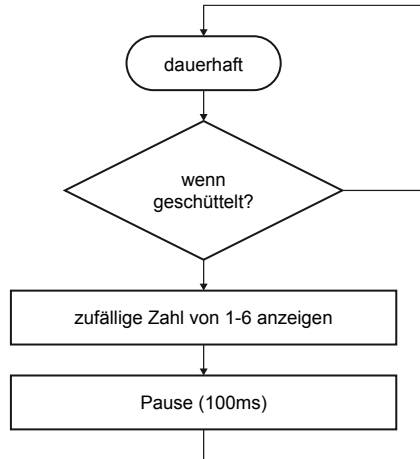 dauerhaft
wenn
geschüttelt?
zufällige Zahl von 1-6 anzeigen
Pause (100ms)